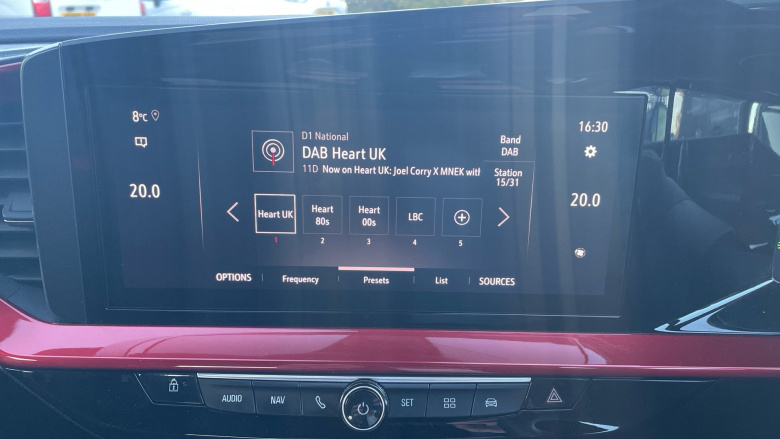 8°C
16:30
D1 National
DAB Heart UK
11D Now on Heart UK: Joel Corry X MNEK with
Band
DAB
Station
15/31
20.0
20.0
Heart UK
Heart
80s
Heart
00s
LBC
1
2
3
4
5
OPTIONS
Frequency
Presets
List
SOURCES
AUDIO
NAV
SET